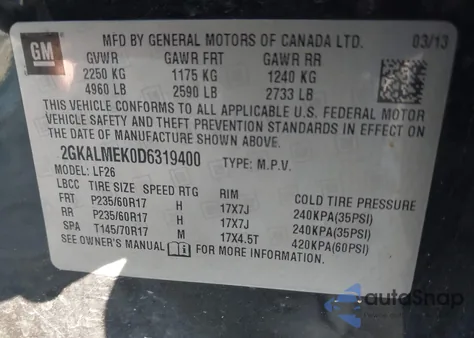 GM
MFD BY GENERAL MOTORS OF CANADA LTD. 03/13
GVWR GAWR FRT GAWR RR
2250 KG 1175 KG 1240 KG
4960 LB 2590 LB 2733 LB
THIS VEHICLE CONFORMS TO ALL APPLICABLE U.S. FEDERAL MOTOR
VEHICLE SAFETY AND THEFT PREVENTION STANDARDS IN EFFECT ON
THE DATE OF MANUFACTURE SHOWN ABOVE.
2GKALMEK0D6319400 TYPE: M.P.V.
MODEL: LF26
LBCC TIRE SIZE SPEED RTG RIM COLD TIRE PRESSURE
FRT P235/60R17 H 17X7J 240KPA(35PSI)
RR P235/60R17 H 17X7J 240KPA(35PSI)
SPA T145/70R17 M 17X4.5T 420KPA(60PSI)
SEE OWNER'S MANUAL FOR MORE INFORMATION
autoSnap